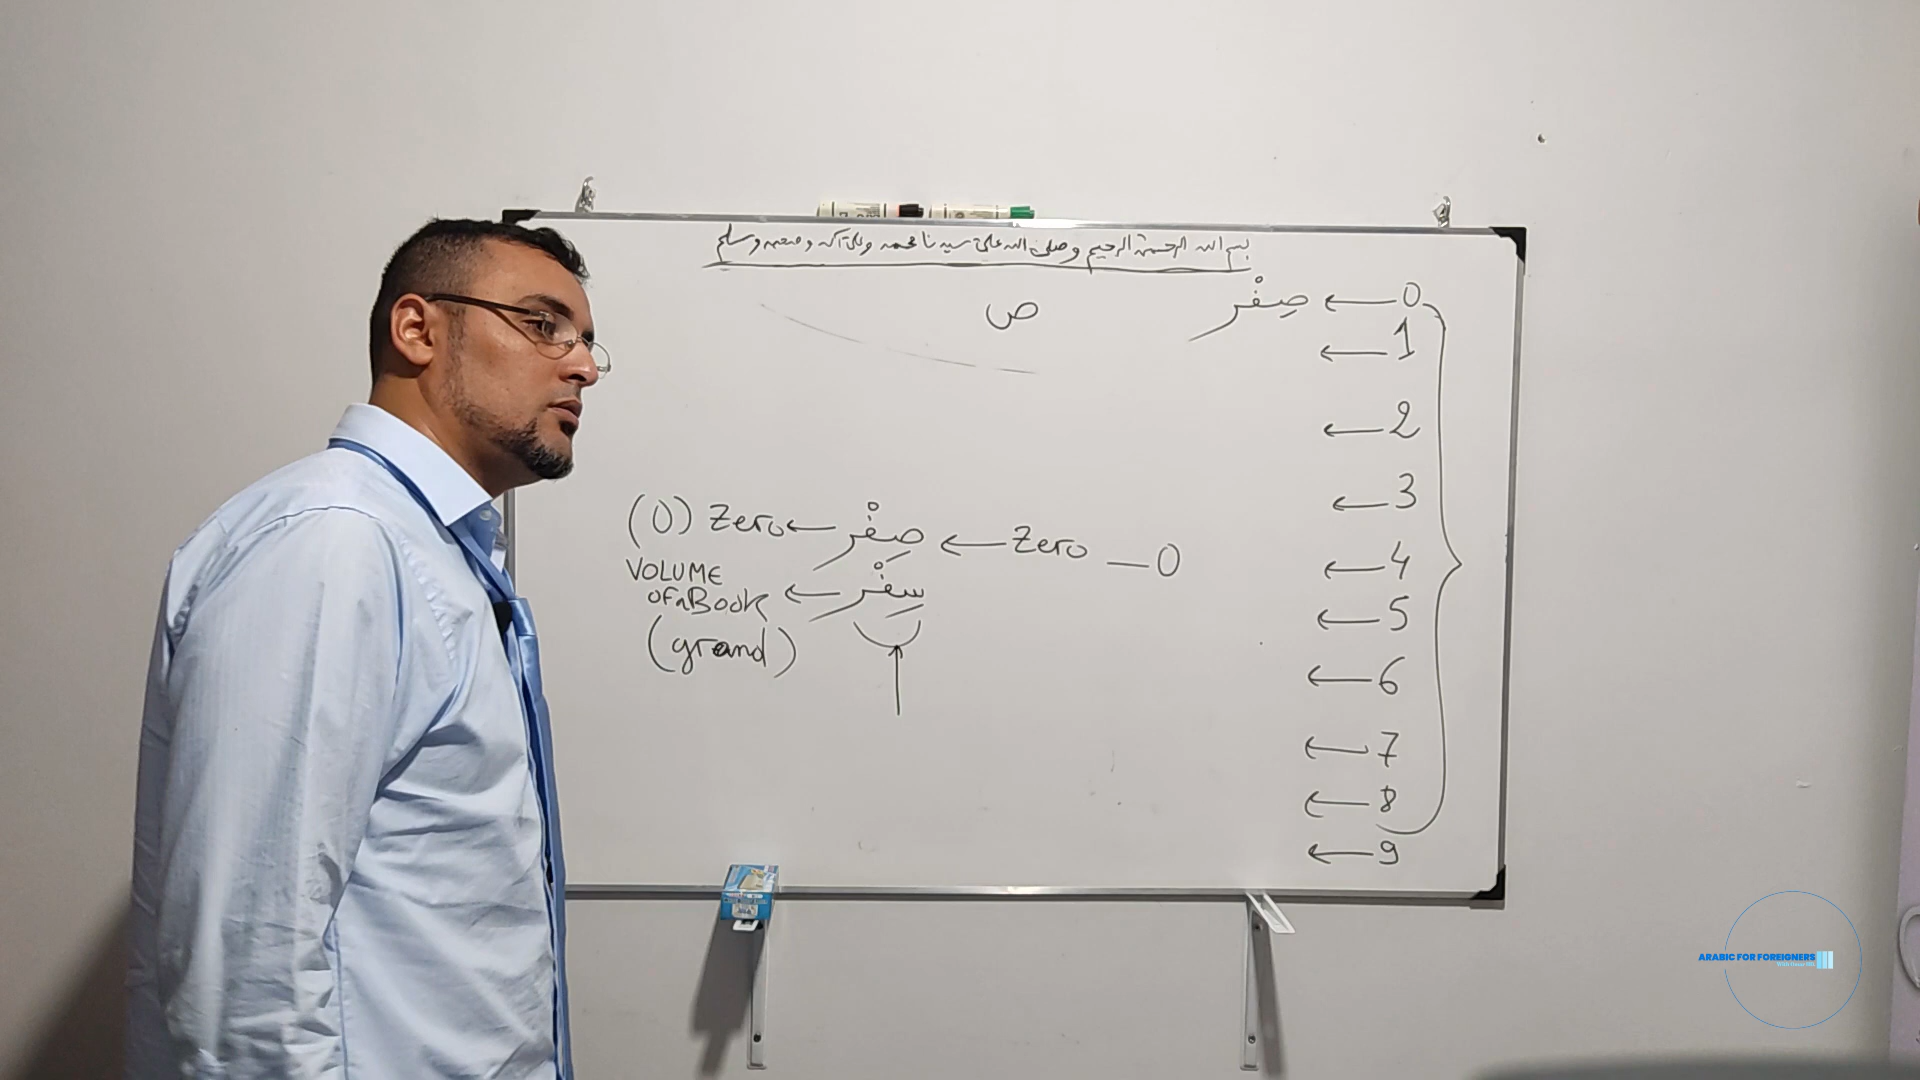 بسم الله الرحمن الرحيم وصلى الله على سيدنا محمد وعلى آله وصحبه وسلم
0 ← صِفْر
ص
1 ←
2 ←
3 ←
4 ←
5 ←
6 ←
7 ←
8 ←
9 ←
0 — Zero ← صِفْر ← Zero (0)
سِفْر ← VOLUME
of a Book
(grand)
ARABIC FOR FOREIGNERS